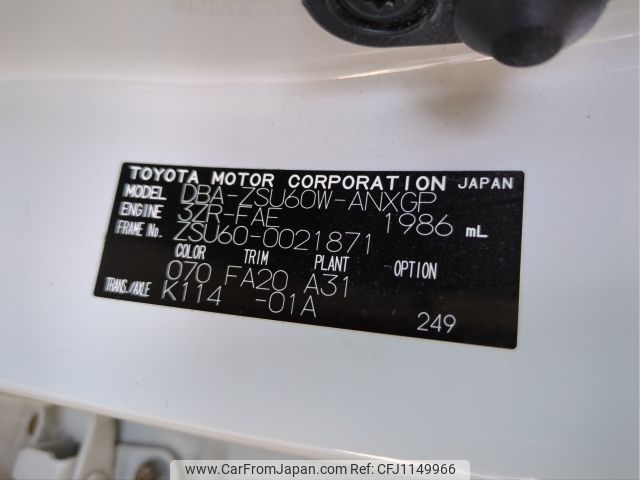 TOYOTA MOTOR CORPORATION JAPAN
MODEL DBA-ZSU60W-ANXGP
ENGINE 3ZR-FAE 1986 mL
FRAME No. ZSU60-0021871
COLOR TRIM PLANT OPTION
070 FA20 A31
TRANS./AXLE K114 -01A
249
© CarFromJapan.com Ref:CFJ1149966